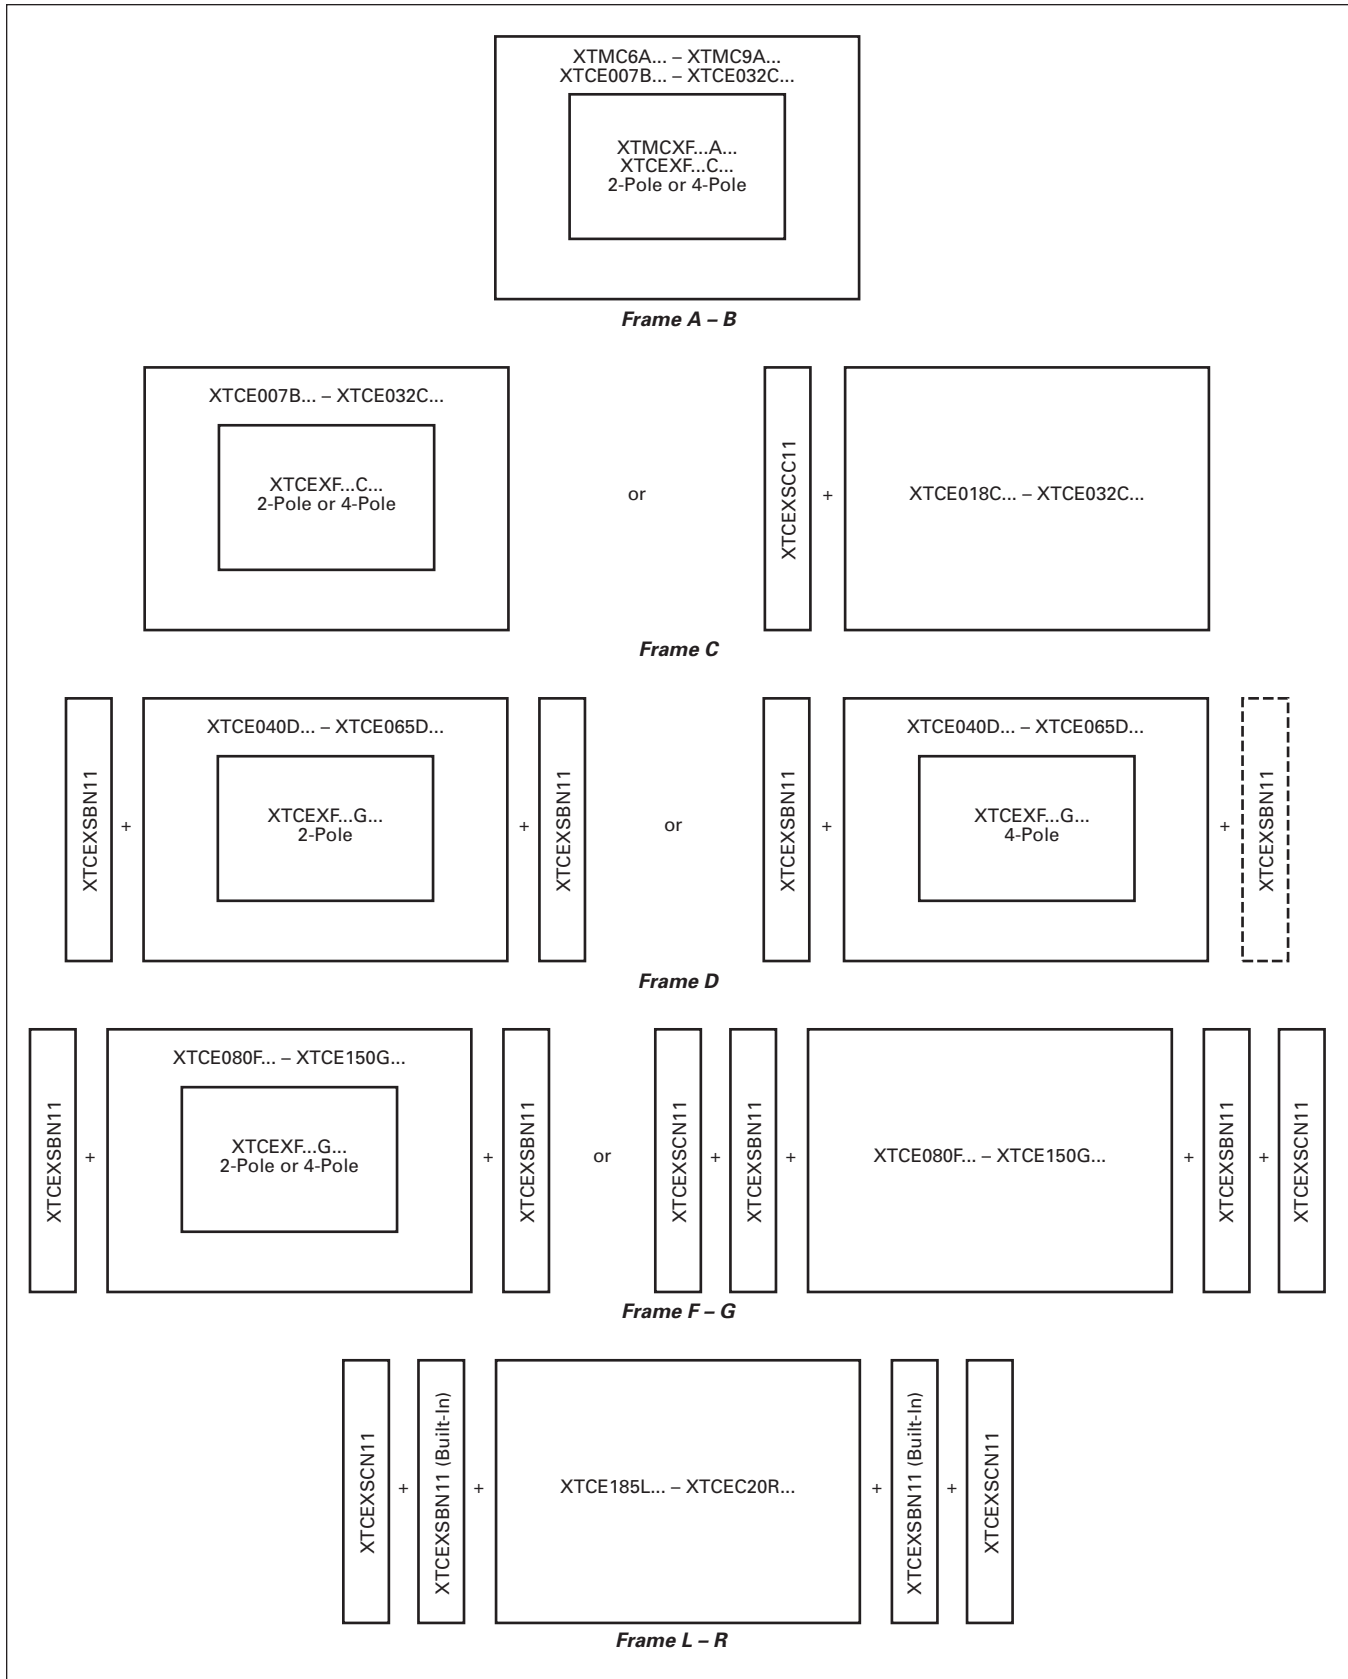 XTMC6A... – XTMC9A...
XTCE007B... – XTCE032C...
XTMCXF...A...
XTCEXF...C...
2-Pole or 4-Pole
Frame A – B
XTCE007B... – XTCE032C...
XTCEXF...C...
2-Pole or 4-Pole
or
XTCEXSCC11
+
XTCE018C... – XTCE032C...
Frame C
XTCEXSBN11
+
XTCE040D... – XTCE065D...
XTCEXF...G...
2-Pole
+
XTCEXSBN11
or
XTCEXSBN11
+
XTCE040D... – XTCE065D...
XTCEXF...G...
4-Pole
+
XTCEXSBN11
Frame D
XTCEXSBN11
+
XTCE080F... – XTCE150G...
XTCEXF...G...
2-Pole or 4-Pole
+
XTCEXSBN11
or
XTCEXSCN11
+
XTCEXSBN11
+
XTCE080F... – XTCE150G...
+
XTCEXSBN11
+
XTCEXSCN11
Frame F – G
XTCEXSCN11
+
XTCEXSBN11 (Built-In)
+
XTCE185L... – XTCEC20R...
+
XTCEXSBN11 (Built-In)
+
XTCEXSCN11
Frame L – R